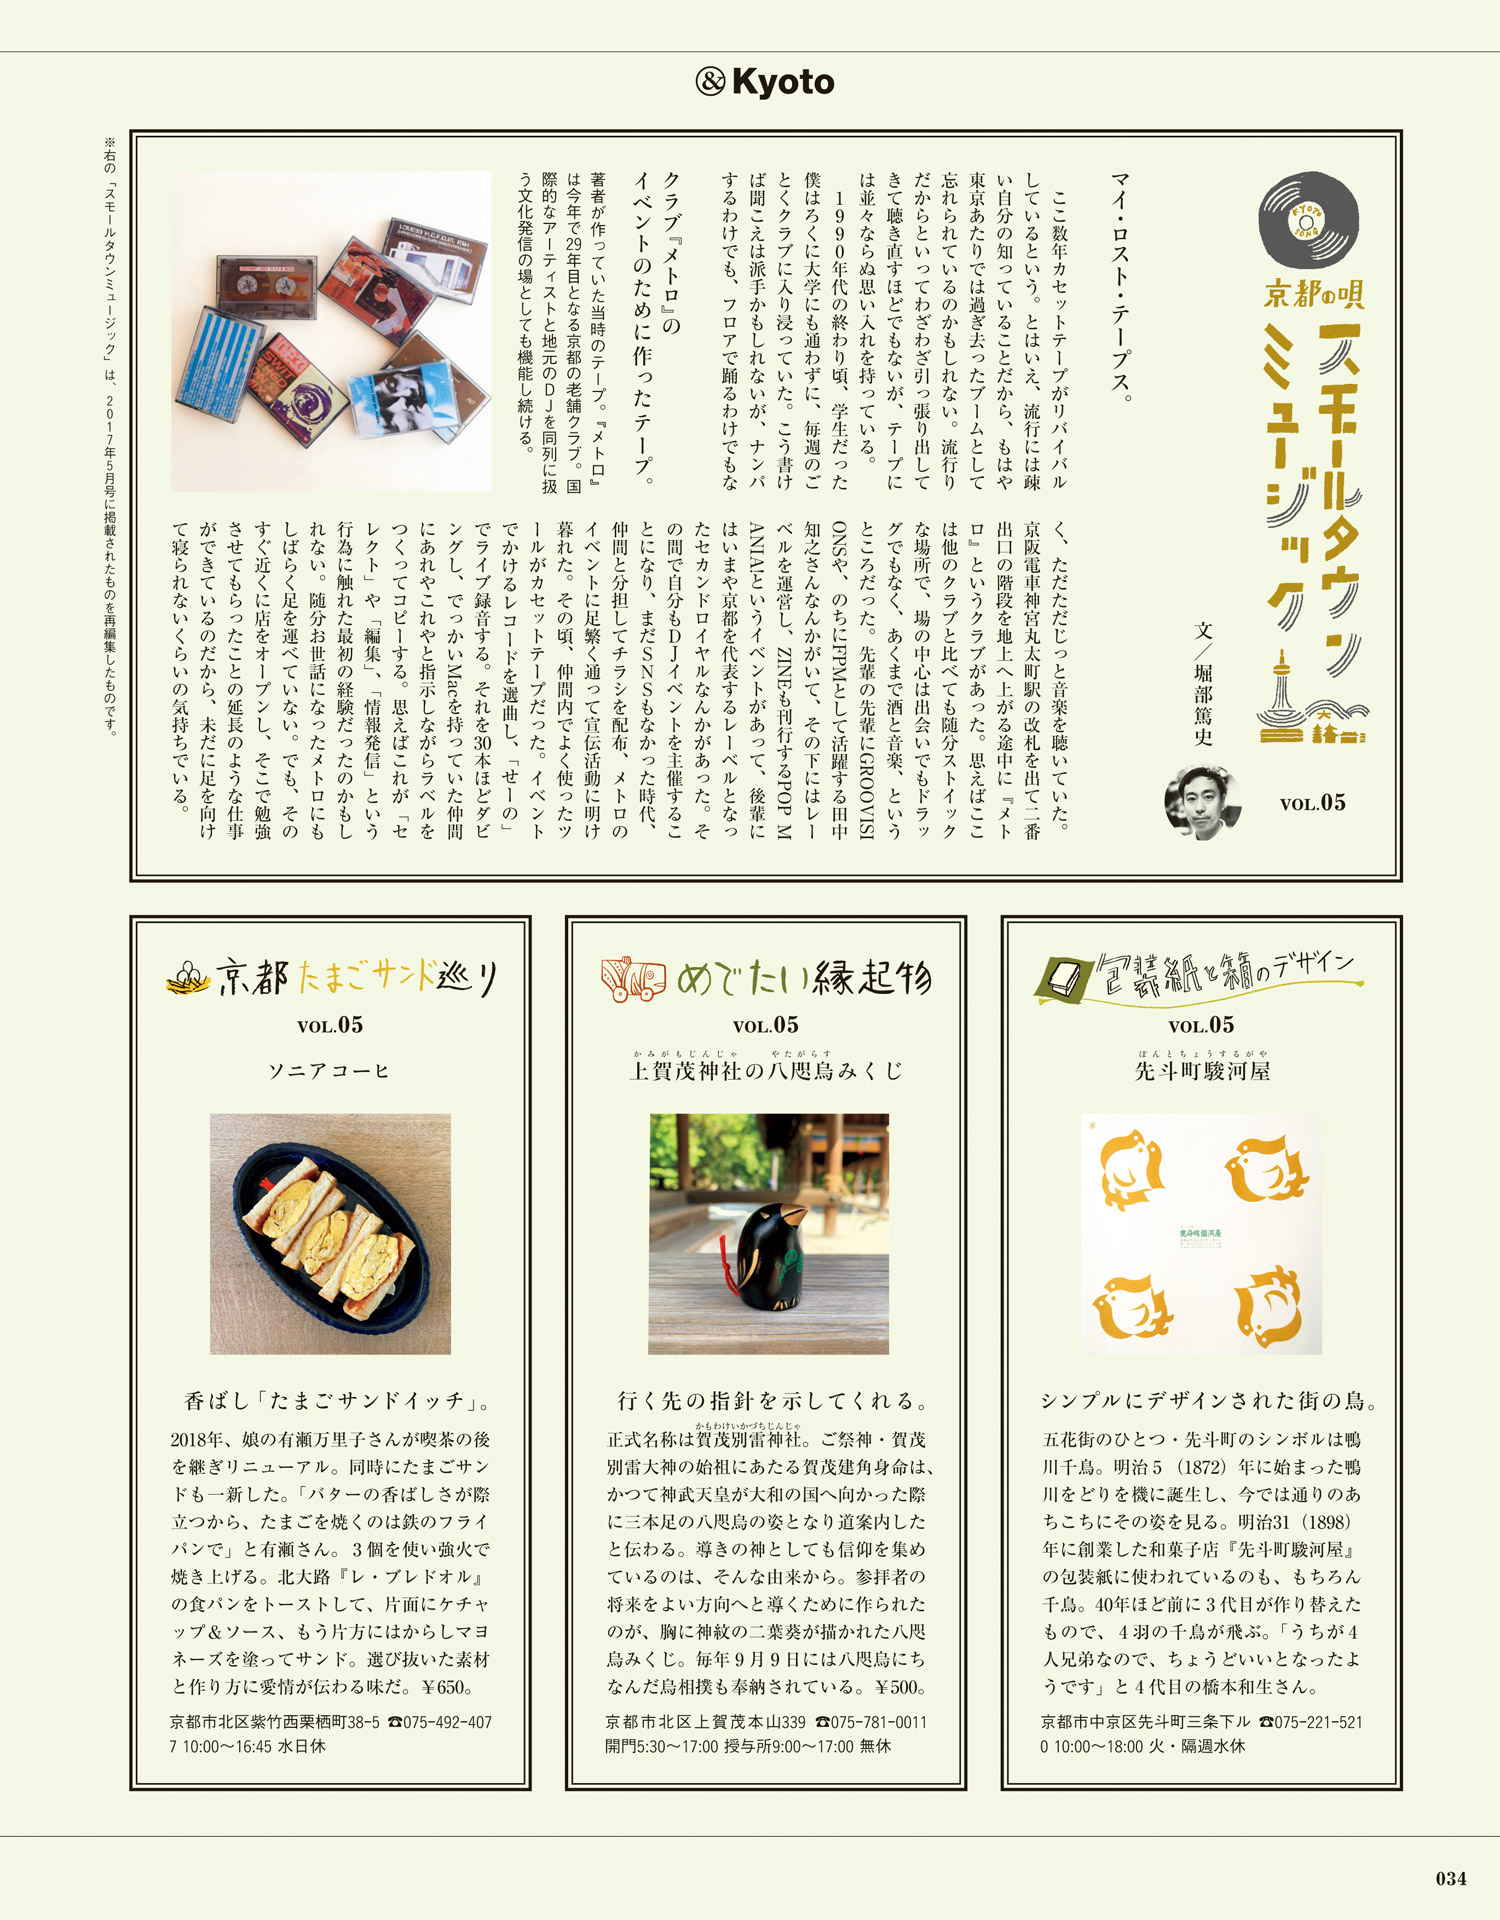 & Kyoto
KYOTO SONG
京都の唄
スモールタウン
ミュージック
VOL.05
文／堀部篤史
マイ・ロスト・テープス。
ここ数年カセットテープがリバイバル
しているという。とはいえ、流行には疎
い自分の知っていることだから、もはや
東京あたりでは過ぎ去ったブームとして
忘れられているのかもしれない。流行り
だからといってわざわざ引っ張り出して
きて聴き直すほどでもないが、テープに
は並々ならぬ思い入れを持っている。
１９９０年代の終わり頃、学生だった
僕はろくに大学にも通わずに、毎週のご
とくクラブに入り浸っていた。こう書け
ば聞こえは派手かもしれないが、ナンパ
するわけでも、フロアで踊るわけでもな
く、ただただじっと音楽を聴いていた。
京阪電車神宮丸太町駅の改札を出て二番
出口の階段を地上へ上がる途中に『メト
ロ』というクラブがあった。思えばここ
は他のクラブと比べても随分ストイック
な場所で、場の中心は出会いでもドラッ
グでもなく、あくまで酒と音楽、という
ところだった。先輩の先輩にGROOVISI
ONSや、のちにFPMとして活躍する田中
知之さんなんかがいて、その下にはレー
ベルを運営し、ZINEも刊行するPOP M
ANIA!というイベントがあって、後輩に
はいまや京都を代表するレーベルとなっ
たセカンドロイヤルなんかがあった。そ
の間で自分もＤＪイベントを主催するこ
とになり、まだＳＮＳもなかった時代、
仲間と分担してチラシを配布、メトロの
イベントに足繁く通って宣伝活動に明け
暮れた。その頃、仲間内でよく使ったツ
ールがカセットテープだった。イベント
でかけるレコードを選曲し、「せーの」
でライブ録音する。それを30本ほどダビ
ングし、でっかいMacを持っていた仲間
にあれやこれやと指示しながらラベルを
つくってコピーする。思えばこれが「セ
レクト」や「編集」、「情報発信」という
行為に触れた最初の経験だったのかもし
れない。随分お世話になったメトロにも
しばらく足を運べていない。でも、その
すぐ近くに店をオープンし、そこで勉強
させてもらったことの延長のような仕事
ができているのだから、未だに足を向け
て寝られないくらいの気持ちでいる。
クラブ『メトロ』の
イベントのために作ったテープ。
著者が作っていた当時のテープ。『メトロ』
は今年で29年目となる京都の老舗クラブ。国
際的なアーティストと地元のＤＪを同列に扱
う文化発信の場としても機能し続ける。
※右の「スモールタウンミュージック」は、２０１７年５月号に掲載されたものを再編集したものです。
包装紙と箱のデザイン
VOL.05
ぽんとちょうするがや
先斗町駿河屋
シンプルにデザインされた街の鳥。
五花街のひとつ・先斗町のシンボルは鴨
川千鳥。明治５（1872）年に始まった鴨
川をどりを機に誕生し、今では通りのあ
ちこちにその姿を見る。明治31（1898）
年に創業した和菓子店『先斗町駿河屋』
の包装紙に使われているのも、もちろん
千鳥。40年ほど前に３代目が作り替えた
もので、４羽の千鳥が飛ぶ。「うちが４
人兄弟なので、ちょうどいいとなったよ
うです」と４代目の橋本和生さん。
京都市中京区先斗町三条下ル ☎075-221-521
0 10:00〜18:00 火・隔週水休
めでたい縁起物
VOL.05
かみがもじんじゃ やたがらす
上賀茂神社の八咫烏みくじ
行く先の指針を示してくれる。
かもわけいかづちじんじゃ
正式名称は賀茂別雷神社。ご祭神・賀茂
別雷大神の始祖にあたる賀茂建角身命は、
かつて神武天皇が大和の国へ向かった際
に三本足の八咫烏の姿となり道案内した
と伝わる。導きの神としても信仰を集め
ているのは、そんな由来から。参拝者の
将来をよい方向へと導くために作られた
のが、胸に神紋の二葉葵が描かれた八咫
烏みくじ。毎年９月９日には八咫烏にち
なんだ烏相撲も奉納されている。¥500。
京都市北区上賀茂本山339 ☎075-781-0011
開門5:30〜17:00 授与所9:00〜17:00 無休
京都たまごサンド巡り
VOL.05
ソニアコーヒ
香ばし「たまごサンドイッチ」。
2018年、娘の有瀬万里子さんが喫茶の後
を継ぎリニューアル。同時にたまごサン
ドも一新した。「バターの香ばしさが際
立つから、たまごを焼くのは鉄のフライ
パンで」と有瀬さん。３個を使い強火で
焼き上げる。北大路『レ・ブレドオル』
の食パンをトーストして、片面にケチャ
ップ＆ソース、もう片方にはからしマヨ
ネーズを塗ってサンド。選び抜いた素材
と作り方に愛情が伝わる味だ。¥650。
京都市北区紫竹西栗栖町38-5 ☎075-492-407
7 10:00〜16:45 水日休
034